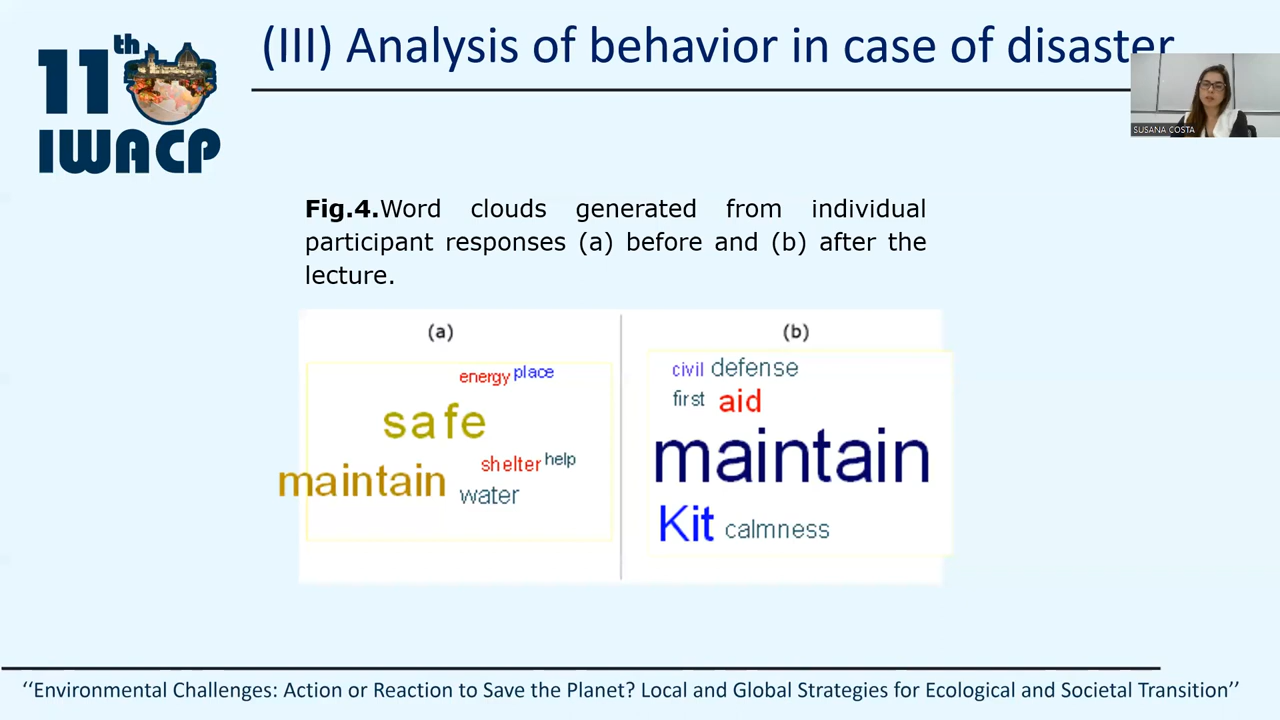 11th
IWACP
(III) Analysis of behavior in case of disaster
SUSANA COSTA
Fig.4.Word clouds generated from individual
participant responses (a) before and (b) after the
lecture.
(a)
energy place
safe
shelter help
maintain
water
(b)
civil defense
first aid
maintain
Kit calmness
‘‘Environmental Challenges: Action or Reaction to Save the Planet? Local and Global Strategies for Ecological and Societal Transition’’